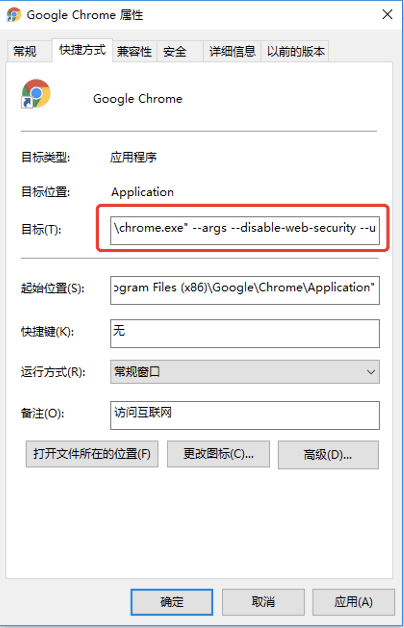 Google Chrome 属性
常规 快捷方式 兼容性 安全 详细信息 以前的版本
Google Chrome
目标类型: 应用程序
目标位置: Application
目标(T): \chrome.exe" --args --disable-web-security --u
起始位置(S): ogram Files (x86)\Google\Chrome\Application"
快捷键(K): 无
运行方式(R): 常规窗口
备注(O): 访问互联网
打开文件所在的位置(F) 更改图标(C)... 高级(D)...
确定 取消 应用(A)